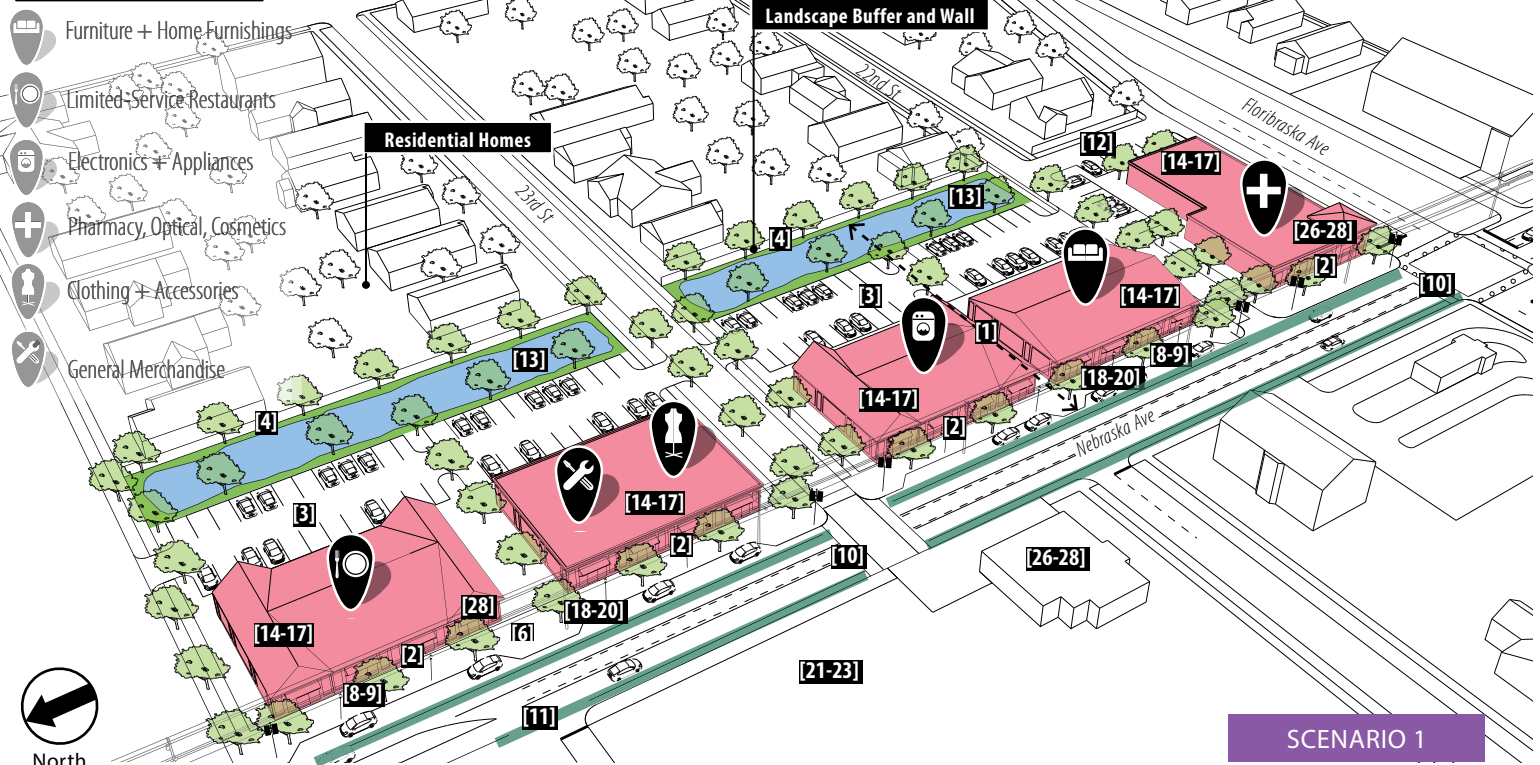 Landscape Buffer and Wall
Furniture + Home Furnishings
Limited-Service Restaurants
Electronics + Appliances
Pharmacy, Optical, Cosmetics
Clothing + Accessories
General Merchandise
Residential Homes
22nd St
23rd St
Floribraska Ave
[12]
[14-17]
[13]
[4]
[26-28]
[2]
[10]
[3]
[14-17]
[1]
[8-9]
[18-20]
[14-17]
[2]
Nebraska Ave
[13]
[4]
[14-17]
[3]
[2]
[10]
[26-28]
[28]
[18-20]
[6]
[14-17]
[2]
[21-23]
[8-9]
[11]
SCENARIO 1
North